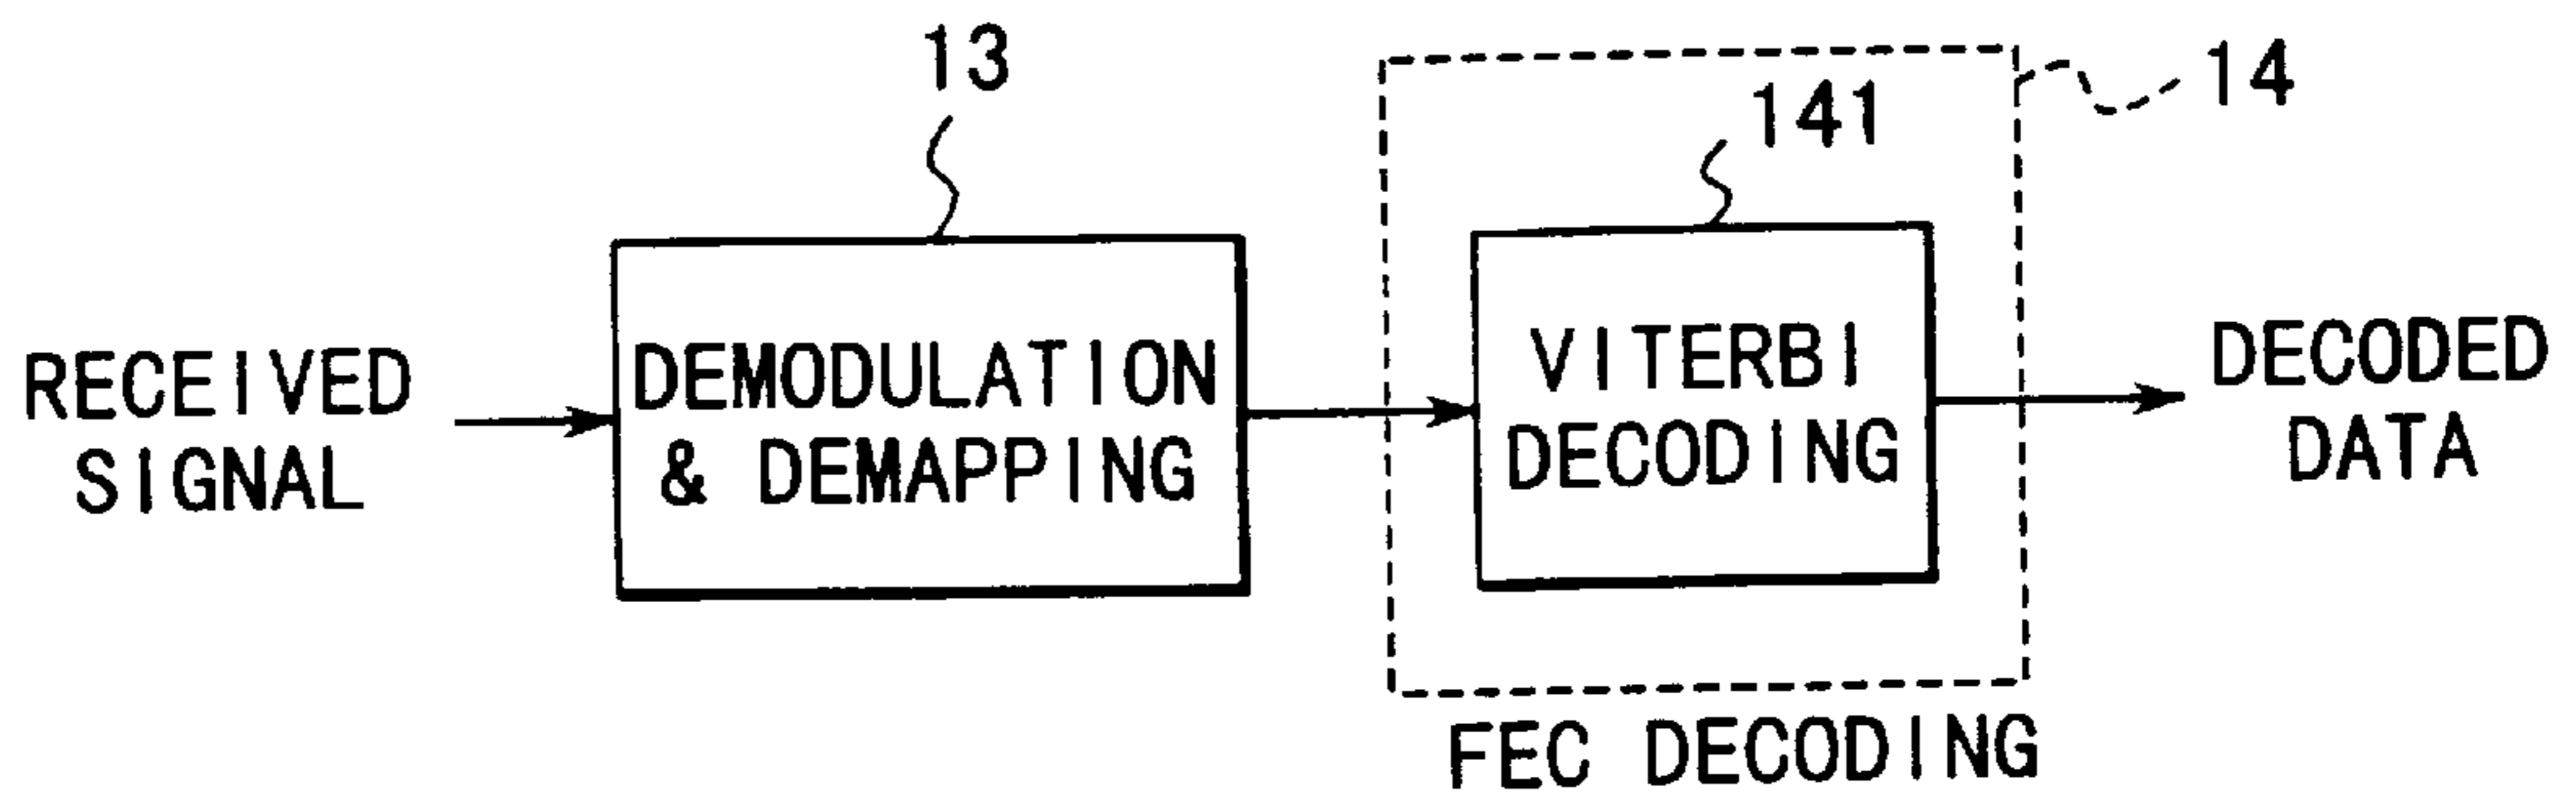 13
14
141
RECEIVED
SIGNAL
DEMODULATION
& DEMAPPING
VITERBI
DECODING
DECODED
DATA
FEC DECODING